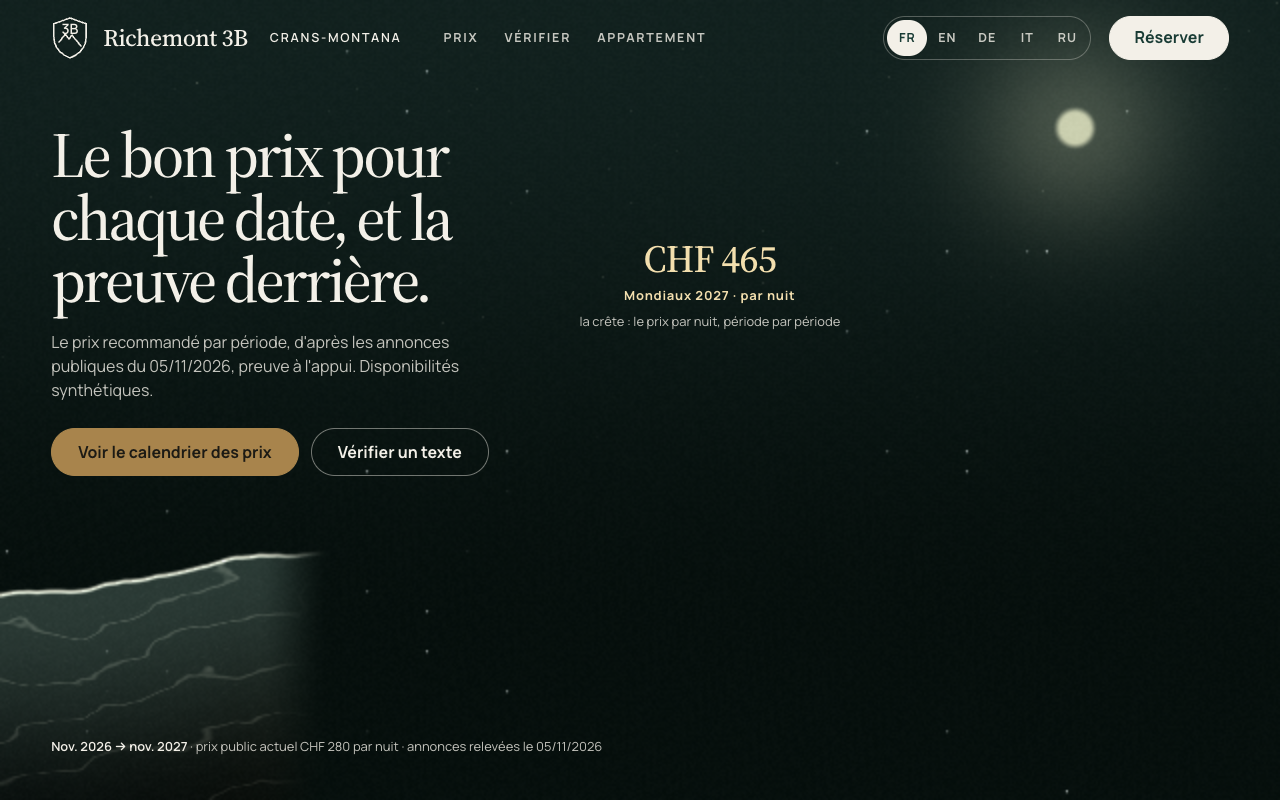 3B
Richemont 3B
CRANS-MONTANA
PRIX
VÉRIFIER
APPARTEMENT
FR
EN
DE
IT
RU
Réserver
Le bon prix pour
chaque date, et la
preuve derrière.
Le prix recommandé par période, d'après les annonces
publiques du 05/11/2026, preuve à l'appui. Disponibilités
synthétiques.
Voir le calendrier des prix
Vérifier un texte
CHF 465
Mondiaux 2027 · par nuit
la crête : le prix par nuit, période par période
Nov. 2026 → nov. 2027 · prix public actuel CHF 280 par nuit · annonces relevées le 05/11/2026